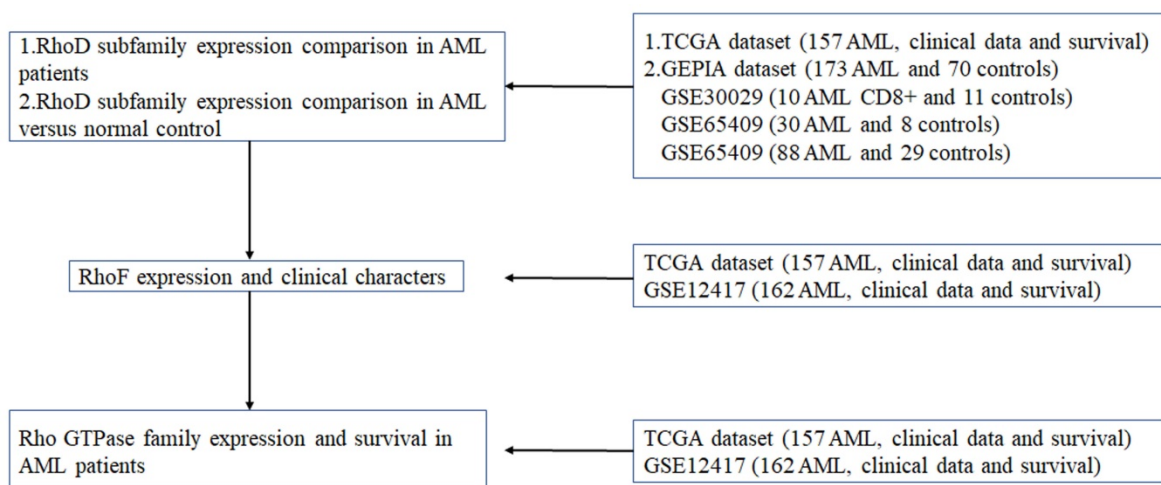 1.RhoD subfamily expression comparison in AML
patients
2.RhoD subfamily expression comparison in AML
versus normal control
1.TCGA dataset (157 AML, clinical data and survival)
2.GEPIA dataset (173 AML and 70 controls)
GSE30029 (10 AML CD8+ and 11 controls)
GSE65409 (30 AML and 8 controls)
GSE65409 (88 AML and 29 controls)
RhoF expression and clinical characters
TCGA dataset (157 AML, clinical data and survival)
GSE12417 (162 AML, clinical data and survival)
Rho GTPase family expression and survival in
AML patients
TCGA dataset (157 AML, clinical data and survival)
GSE12417 (162 AML, clinical data and survival)